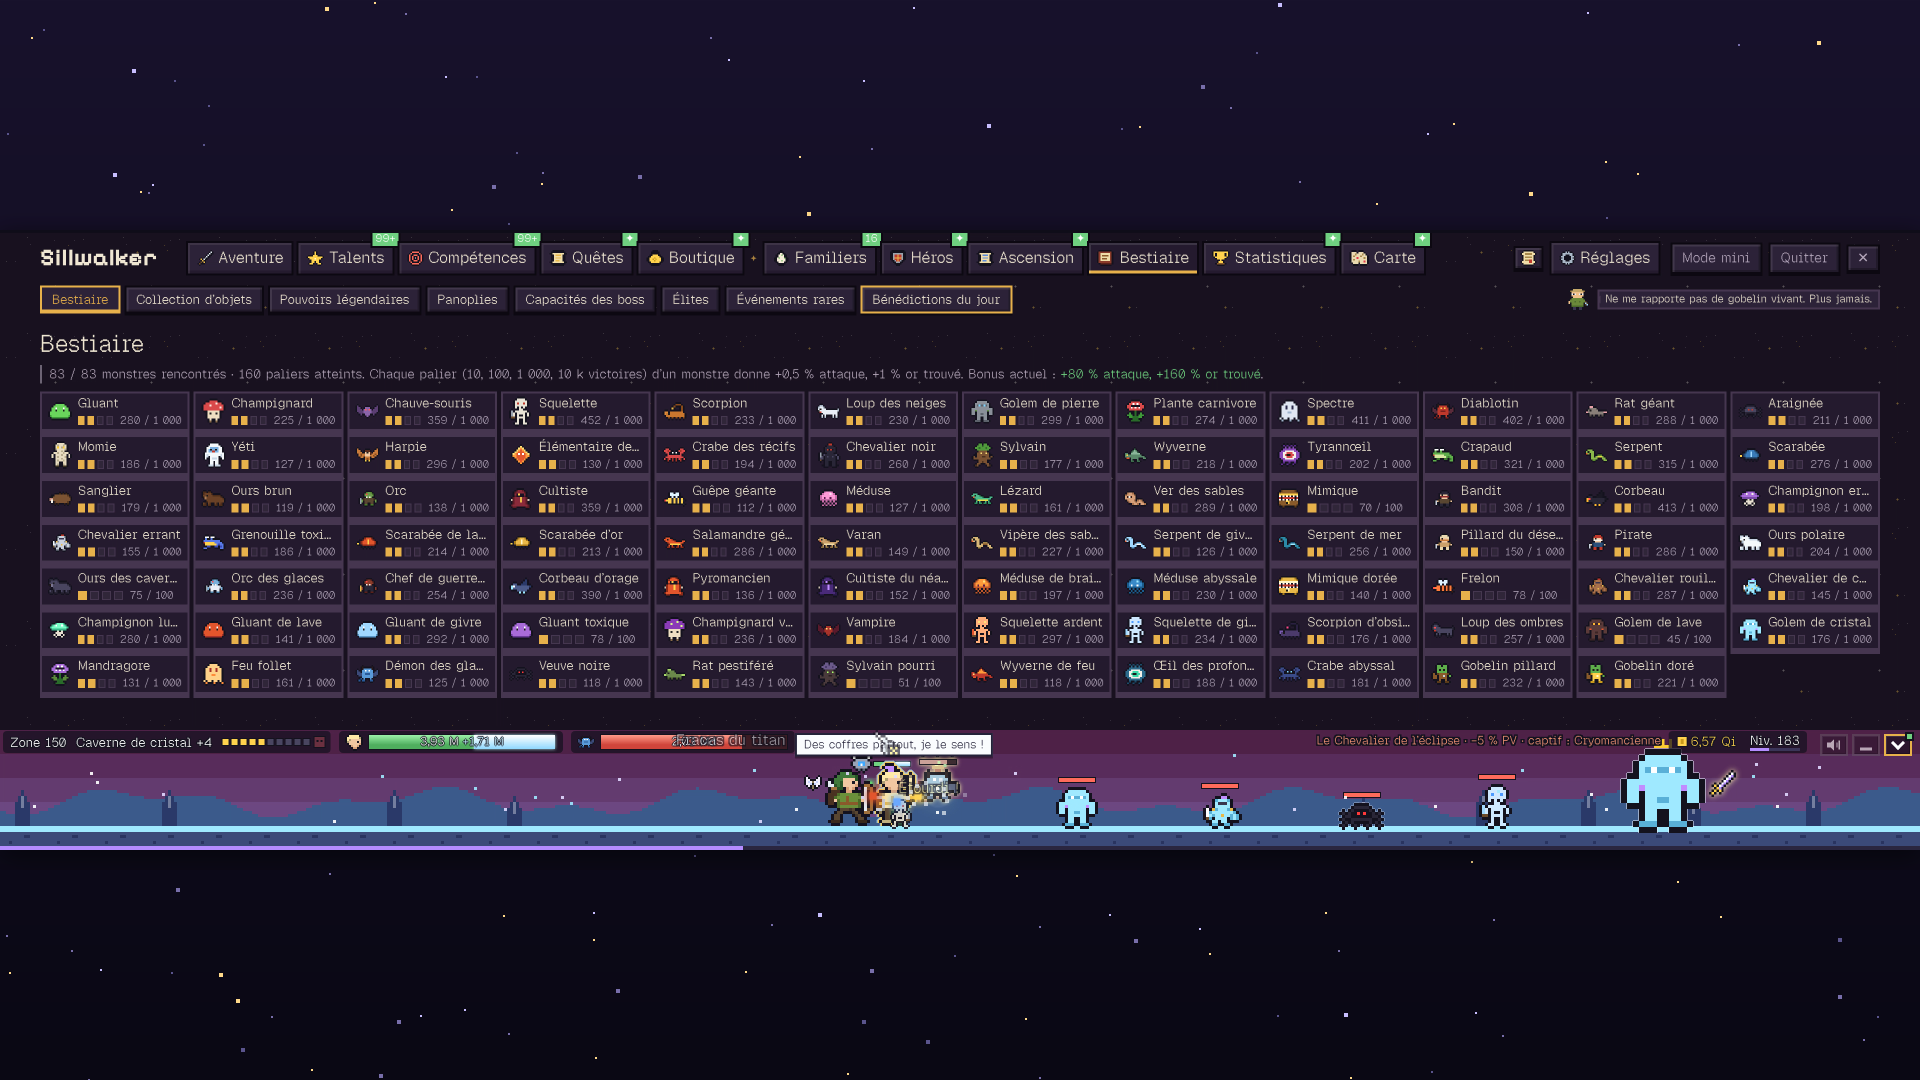 99+ 99+ ✦ ✦ 16 ✦ ✦ ✦ ✦
Sillwalker Aventure Talents Compétences Quêtes Boutique Familiers Héros Ascension Bestiaire Statistiques Carte Réglages Mode mini Quitter ✕
Bestiaire Collection d'objets Pouvoirs légendaires Panoplies Capacités des boss Élites Événements rares Bénédictions du jour Ne me rapporte pas de gobelin vivant. Plus jamais.
Bestiaire
83 / 83 monstres rencontrés · 160 paliers atteints. Chaque palier (10, 100, 1 000, 10 k victoires) d'un monstre donne +0,5 % attaque, +1 % or trouvé. Bonus actuel : +80 % attaque, +160 % or trouvé.
Gluant Champignard Chauve-souris Squelette Scorpion Loup des neiges Golem de pierre Plante carnivore Spectre Diablotin Rat géant Araignée
280 / 1 000 225 / 1 000 359 / 1 000 452 / 1 000 233 / 1 000 230 / 1 000 299 / 1 000 274 / 1 000 411 / 1 000 402 / 1 000 288 / 1 000 211 / 1 000
Momie Yéti Harpie Élémentaire de… Crabe des récifs Chevalier noir Sylvain Wyverne Tyrannœil Crapaud Serpent Scarabée
186 / 1 000 127 / 1 000 296 / 1 000 130 / 1 000 194 / 1 000 260 / 1 000 177 / 1 000 218 / 1 000 202 / 1 000 321 / 1 000 315 / 1 000 276 / 1 000
Sanglier Ours brun Orc Cultiste Guêpe géante Méduse Lézard Ver des sables Mimique Bandit Corbeau Champignon er…
179 / 1 000 119 / 1 000 138 / 1 000 359 / 1 000 112 / 1 000 127 / 1 000 161 / 1 000 289 / 1 000 70 / 100 308 / 1 000 413 / 1 000 198 / 1 000
Chevalier errant Grenouille toxi… Scarabée de la… Scarabée d'or Salamandre gé… Varan Vipère des sab… Serpent de giv… Serpent de mer Pillard du dése… Pirate Ours polaire
155 / 1 000 186 / 1 000 214 / 1 000 213 / 1 000 286 / 1 000 149 / 1 000 227 / 1 000 126 / 1 000 256 / 1 000 150 / 1 000 286 / 1 000 204 / 1 000
Ours des caver… Orc des glaces Chef de guerre… Corbeau d'orage Pyromancien Cultiste du néa… Méduse de brai… Méduse abyssale Mimique dorée Frelon Chevalier rouil… Chevalier de c…
75 / 100 236 / 1 000 254 / 1 000 390 / 1 000 136 / 1 000 152 / 1 000 197 / 1 000 230 / 1 000 140 / 1 000 78 / 100 287 / 1 000 145 / 1 000
Champignon lu… Gluant de lave Gluant de givre Gluant toxique Champignard v… Vampire Squelette ardent Squelette de gi… Scorpion d'obsi… Loup des ombres Golem de lave Golem de cristal
280 / 1 000 141 / 1 000 292 / 1 000 78 / 100 236 / 1 000 184 / 1 000 297 / 1 000 234 / 1 000 176 / 1 000 257 / 1 000 45 / 100 176 / 1 000
Mandragore Feu follet Démon des gla… Veuve noire Rat pestiféré Sylvain pourri Wyverne de feu Œil des profon… Crabe abyssal Gobelin pillard Gobelin doré
131 / 1 000 161 / 1 000 125 / 1 000 118 / 1 000 143 / 1 000 51 / 100 118 / 1 000 188 / 1 000 181 / 1 000 232 / 1 000 221 / 1 000
Zone 150 Caverne de cristal +4 3,93 M +1,71 M Fracas du titan Des coffres partout, je le sens ! Le Chevalier de l'éclipse · -5 % PV · captif : Cryomancienne 6,57 Qi Niv. 183